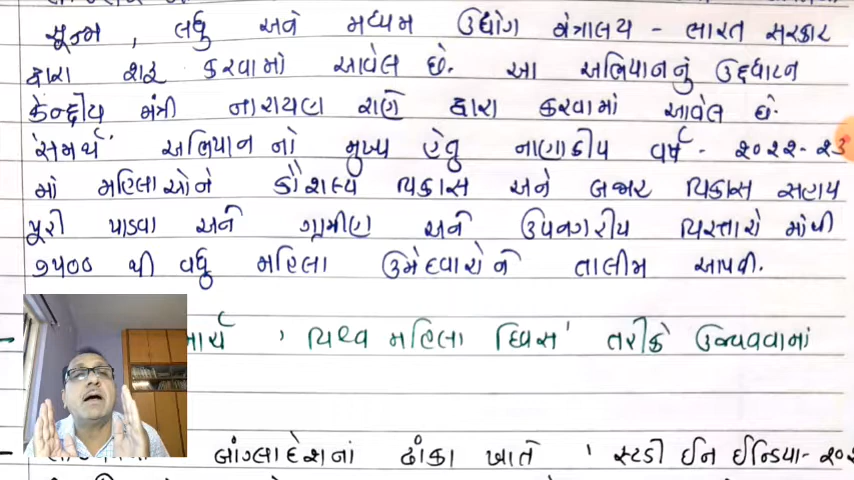 સૂક્ષ્મ , લઘુ અને મધ્યમ ઉદ્યોગ મંત્રાલય - ભારત સરકાર
દ્વારા શરૂ કરવામાં આવેલ છે. આ અભિયાનનું ઉદ્દઘાટન
કેન્દ્રીય મંત્રી નારાયણ રાણે દ્વારા કરવામાં આવેલ છે.
'સમર્થ' અભિયાન નો મુખ્ય હેતુ નાણાકીય વર્ષ - ૨૦૨૨-૨૩
માં મહિલાઓને કૌશલ્ય વિકાસ અને બજાર વિકાસ સહાય
પૂરી પાડવા અને ગ્રામીણ અને ઉપનગરીય વિસ્તારો માંથી
૭૫૦૦ થી વધુ મહિલા ઉમેદવારોને તાલીમ આપવી.
માર્ચ 'વિશ્વ મહિલા દિવસ' તરીકે ઉજવવામાં
બાંગ્લાદેશનાં ઢાંકા ખાતે 'સ્ટડી ઈન ઈન્ડિયા-